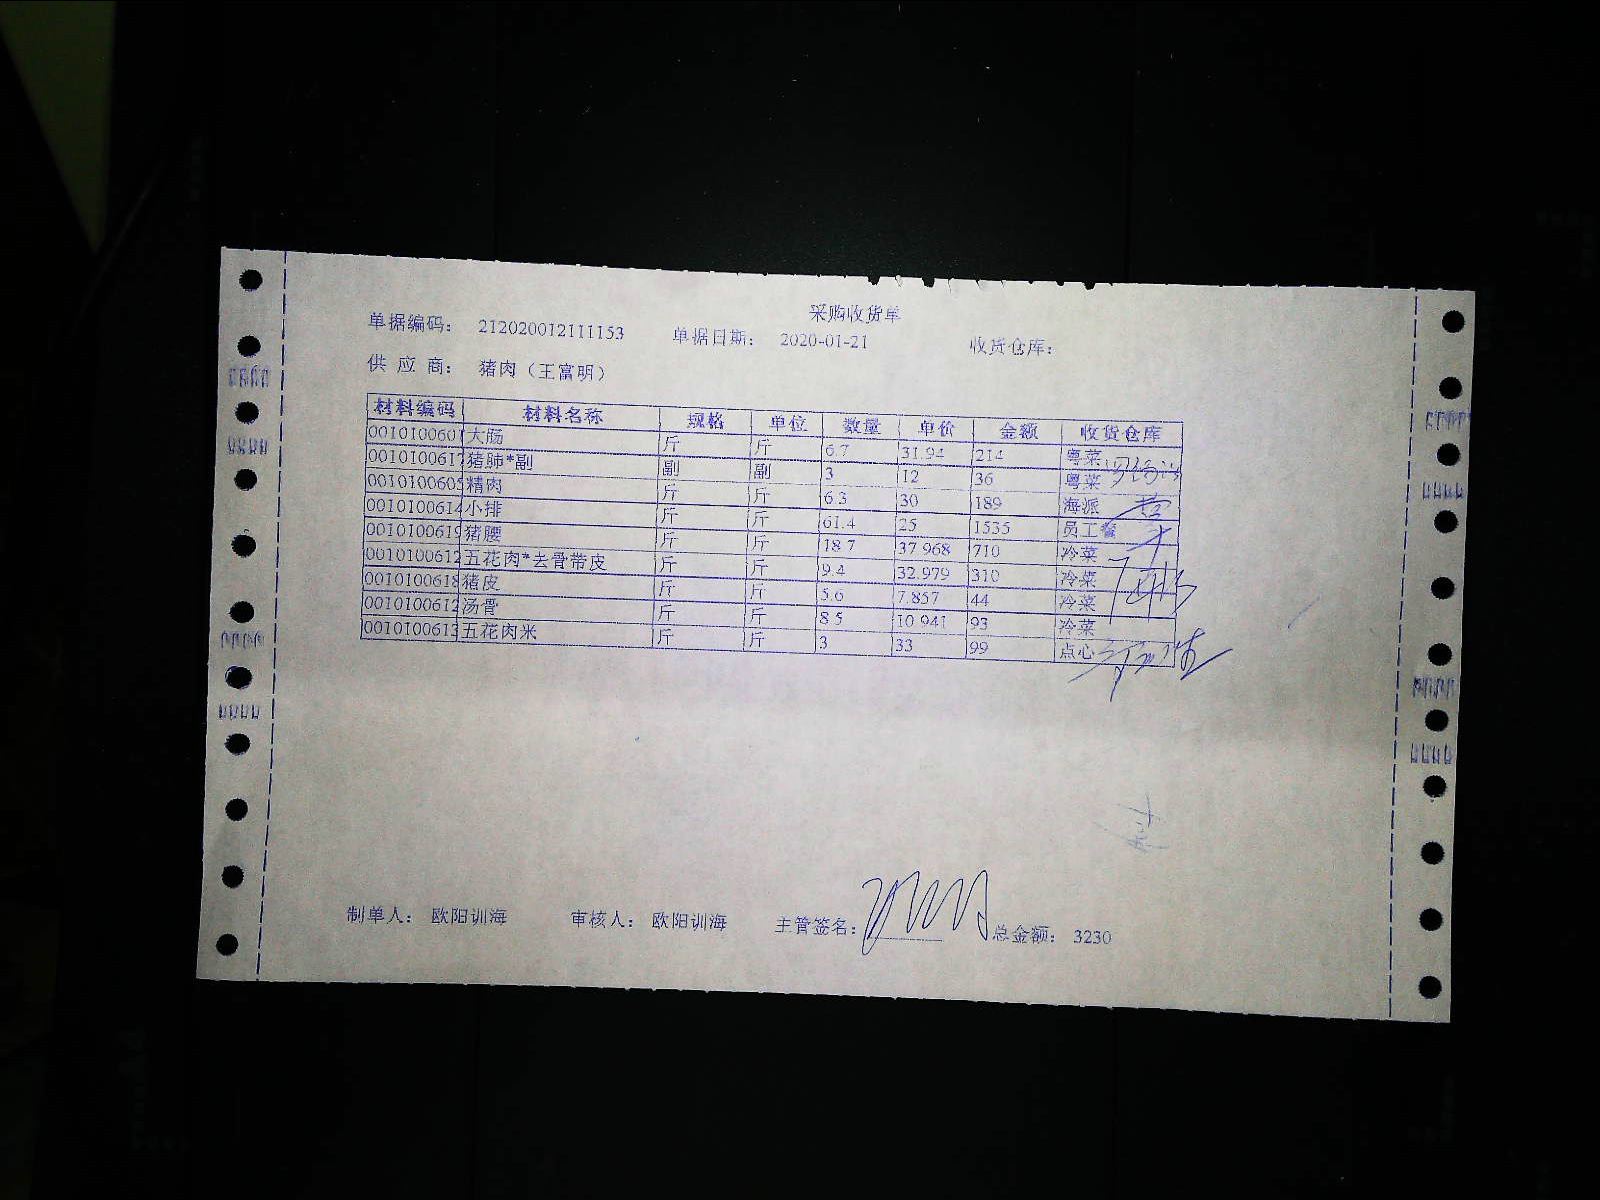 采购收货单
单据编码： 212020012111153 单据日期： 2020-01-21 收货仓库：
供 应 商： 猪肉（王富明）
材料编码 材料名称 规格 单位 数量 单价 金额 收货仓库
0010100601 大肠 斤 斤 6.7 31.94 214 粤菜
0010100617 猪肺*副 副 副 3 12 36 粤菜
0010100605 精肉 斤 斤 6.3 30 189 海派
0010100614 小排 斤 斤 61.4 25 1535 员工餐
0010100619 猪腰 斤 斤 18.7 37.968 710 冷菜
0010100612 五花肉*去骨带皮 斤 斤 9.4 32.979 310 冷菜
0010100618 猪皮 斤 斤 5.6 7.857 44 冷菜
0010100612 汤骨 斤 斤 8.5 10.941 93 冷菜
0010100613 五花肉米 斤 斤 3 33 99 点心
制单人： 欧阳训海 审核人： 欧阳训海 主管签名： 总金额： 3230